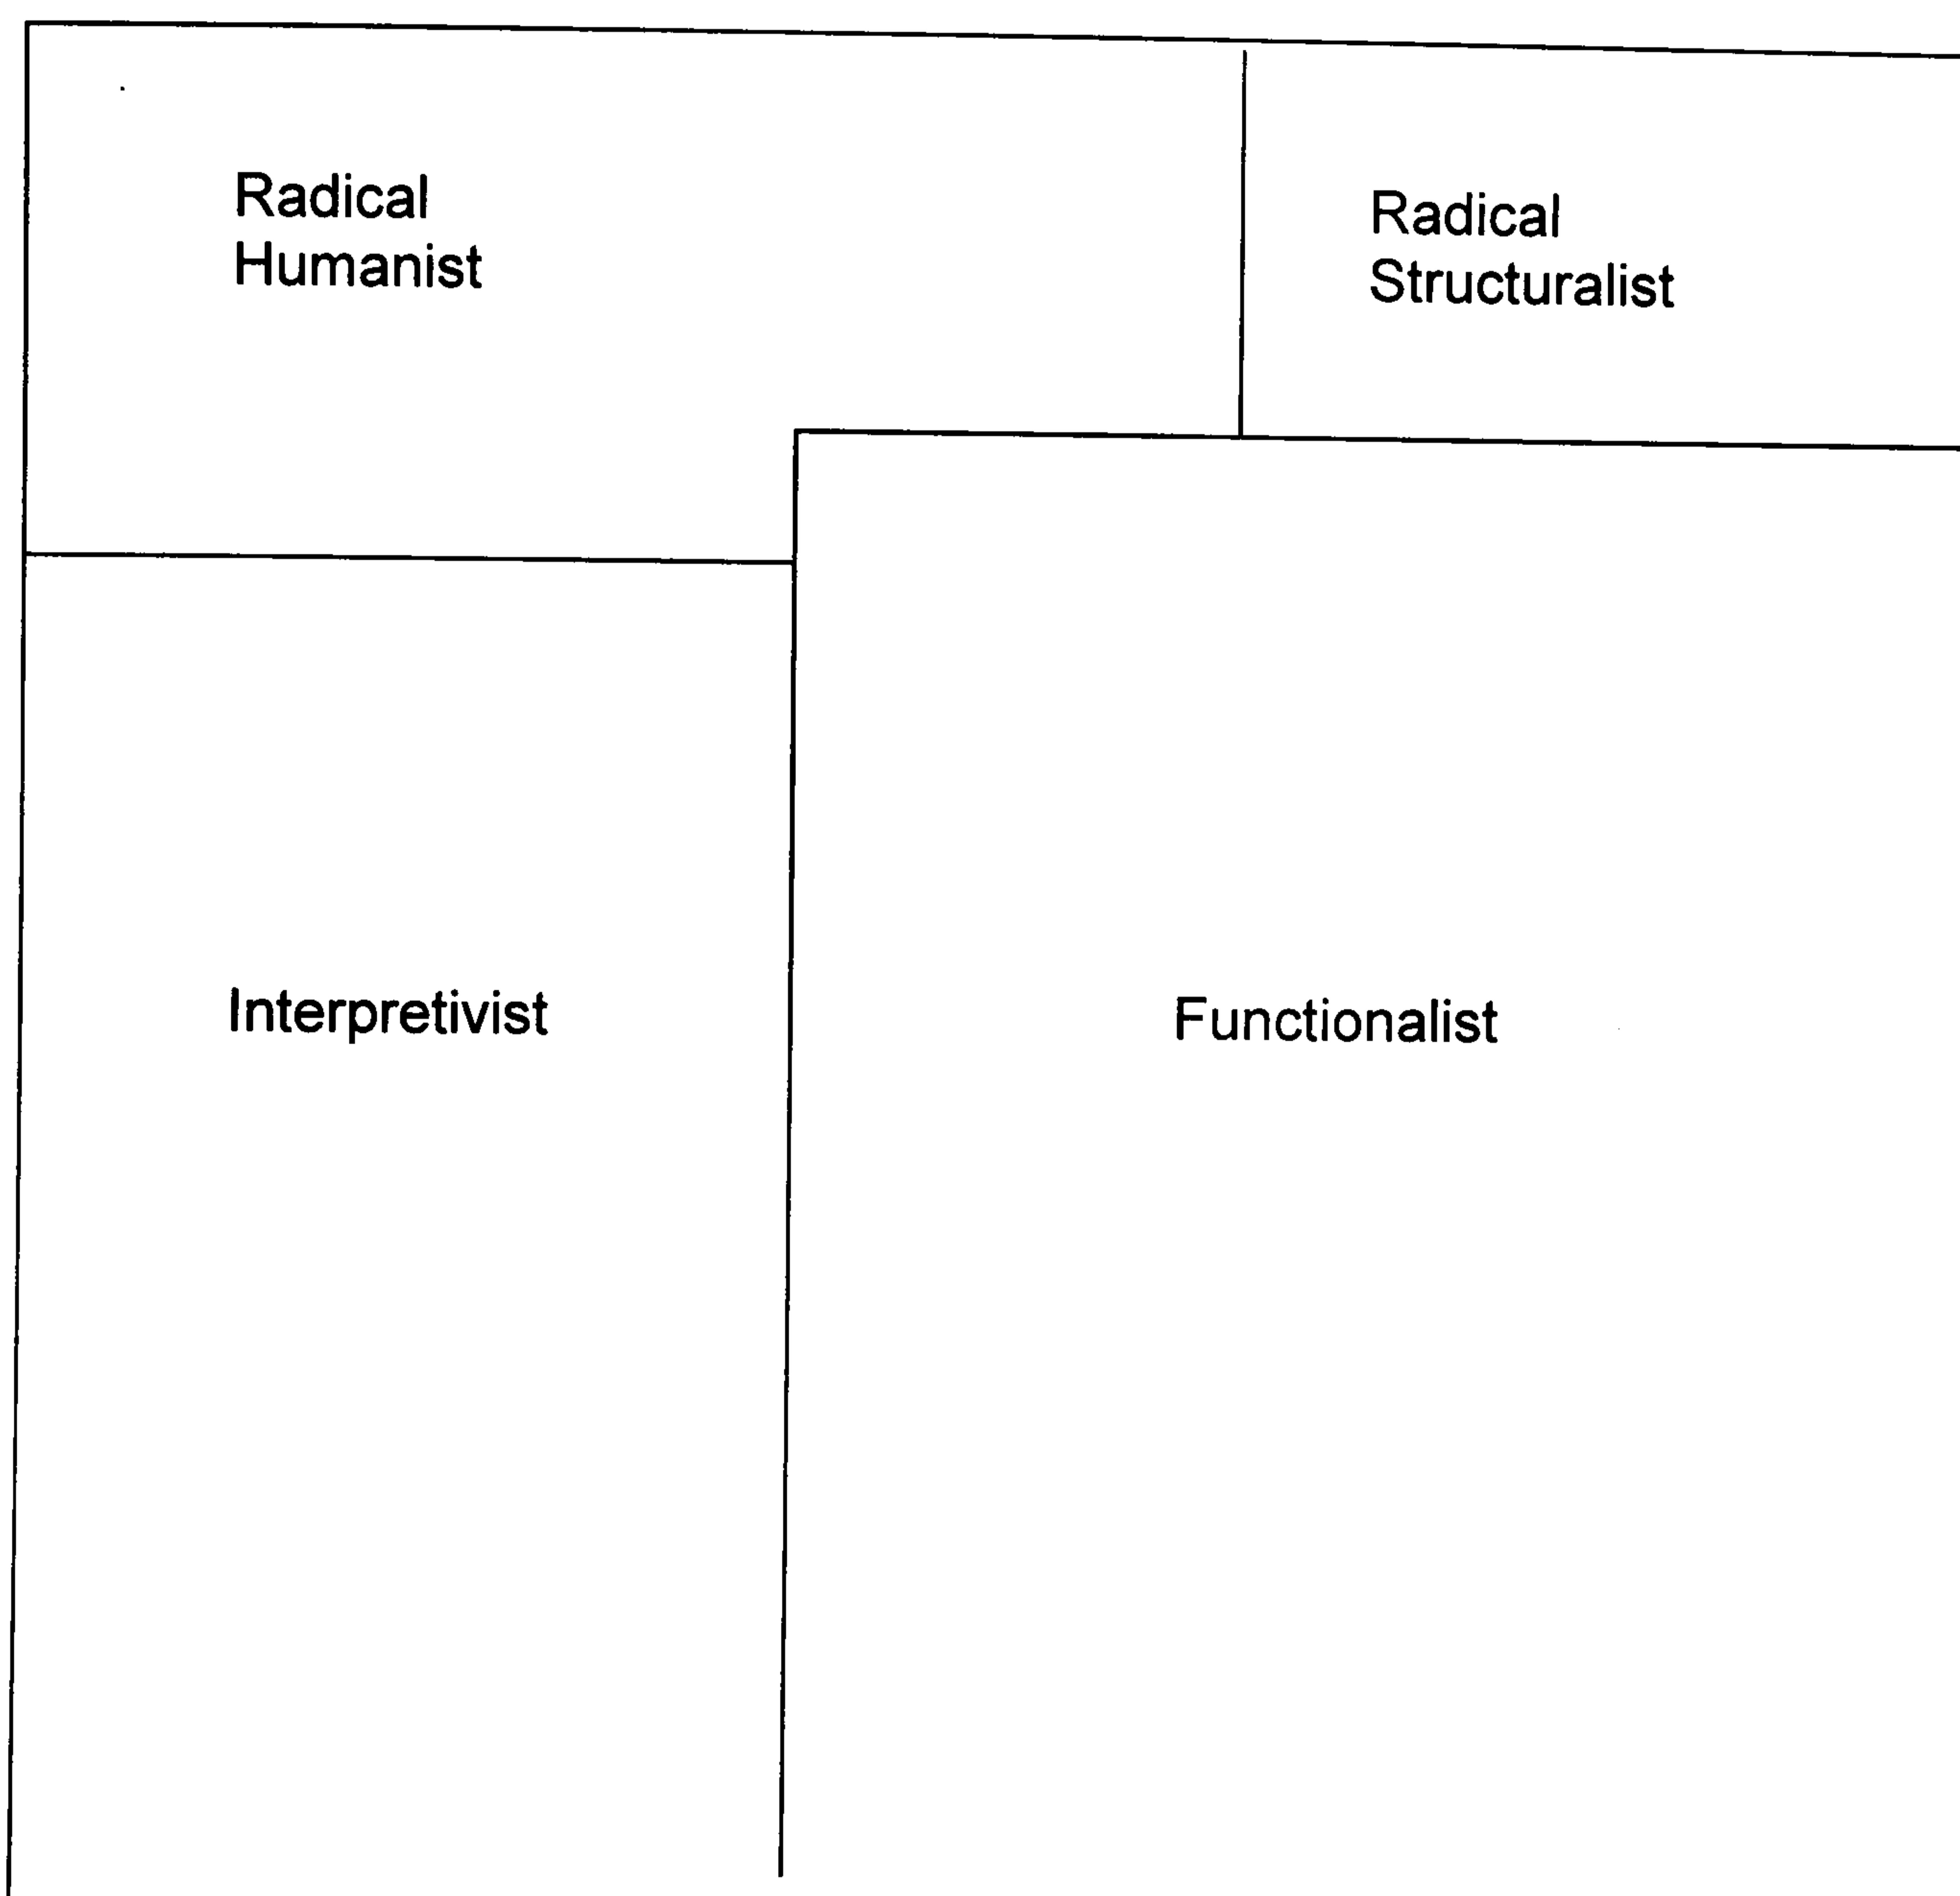 Radical
Humanist
Radical
Structuralist
Interpretivist
Functionalist